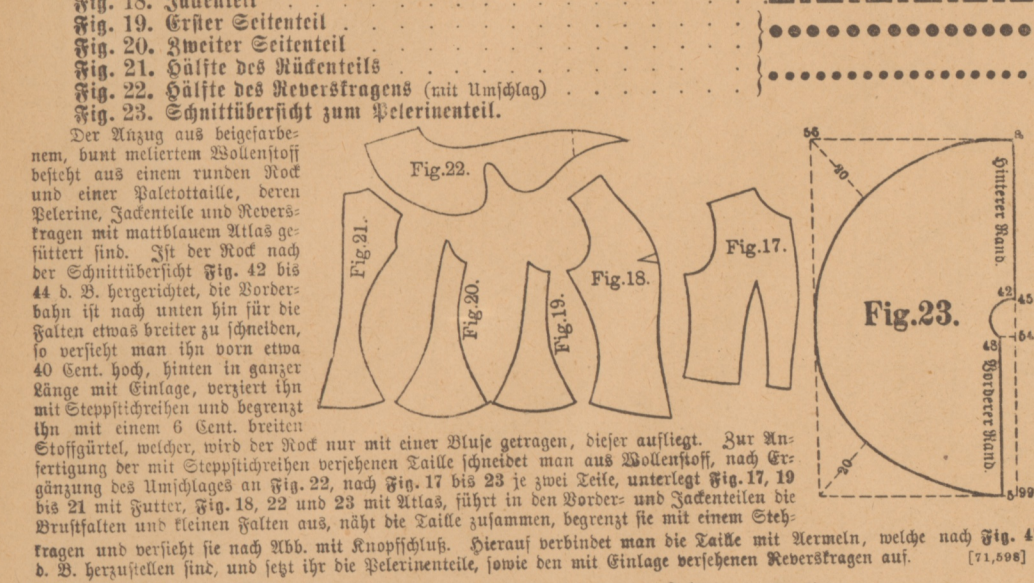 Fig. 18. Jackenteil
Fig. 19. Erster Seitenteil
Fig. 20. Zweiter Seitenteil
Fig. 21. Hälfte des Rückenteils
Fig. 22. Hälfte des Reverskragens (mit Umschlag)
Fig. 23. Schnittübersicht zum Pelerinenteil.
Der Anzug aus beigefarbe-
nem, bunt meliertem Wollenstoff
besteht aus einem runden Rock
und einer Paletottaille, deren
Pelerine, Jackenteile und Revers-
kragen mit mattblauem Atlas ge-
füttert sind. Ist der Rock nach
der Schnittübersicht Fig. 42 bis
44 d. B. hergerichtet, die Vorder-
bahn ist nach unten hin für die
Falten etwas breiter zu schneiden,
so versieht man ihn vorn etwa
40 Cent. hoch, hinten in ganzer
Länge mit Einlage, verziert ihn
mit Steppstichreihen und begrenzt
ihn mit einem 6 Cent. breiten
Stoffgürtel, welcher, wird der Rock nur mit einer Bluse getragen, dieser aufliegt. Zur An-
fertigung der mit Steppstichreihen versehenen Taille schneidet man aus Wollenstoff, nach Er-
gänzung des Umschlages an Fig. 22, nach Fig. 17 bis 23 je zwei Teile, unterlegt Fig. 17, 19
bis 21 mit Futter, Fig. 18, 22 und 23 mit Atlas, führt in den Vorder- und Jackenteilen die
Brustfalten und kleinen Falten aus, näht die Taille zusammen, begrenzt sie mit einem Steh-
kragen und versieht sie nach Abb. mit Knopfschluß. Hierauf verbindet man die Taille mit Aermeln, welche nach Fig. 4
d. B. herzustellen sind, und setzt ihr die Pelerinenteile, sowie den mit Einlage versehenen Reverskragen auf. [71,598]
Fig.22.
Fig.21.
Fig.20.
Fig.19.
Fig.18.
Fig.17.
Fig.23.
Hinterer Rand.
Vorderer Rand.
20
20
42
45
48
54
99